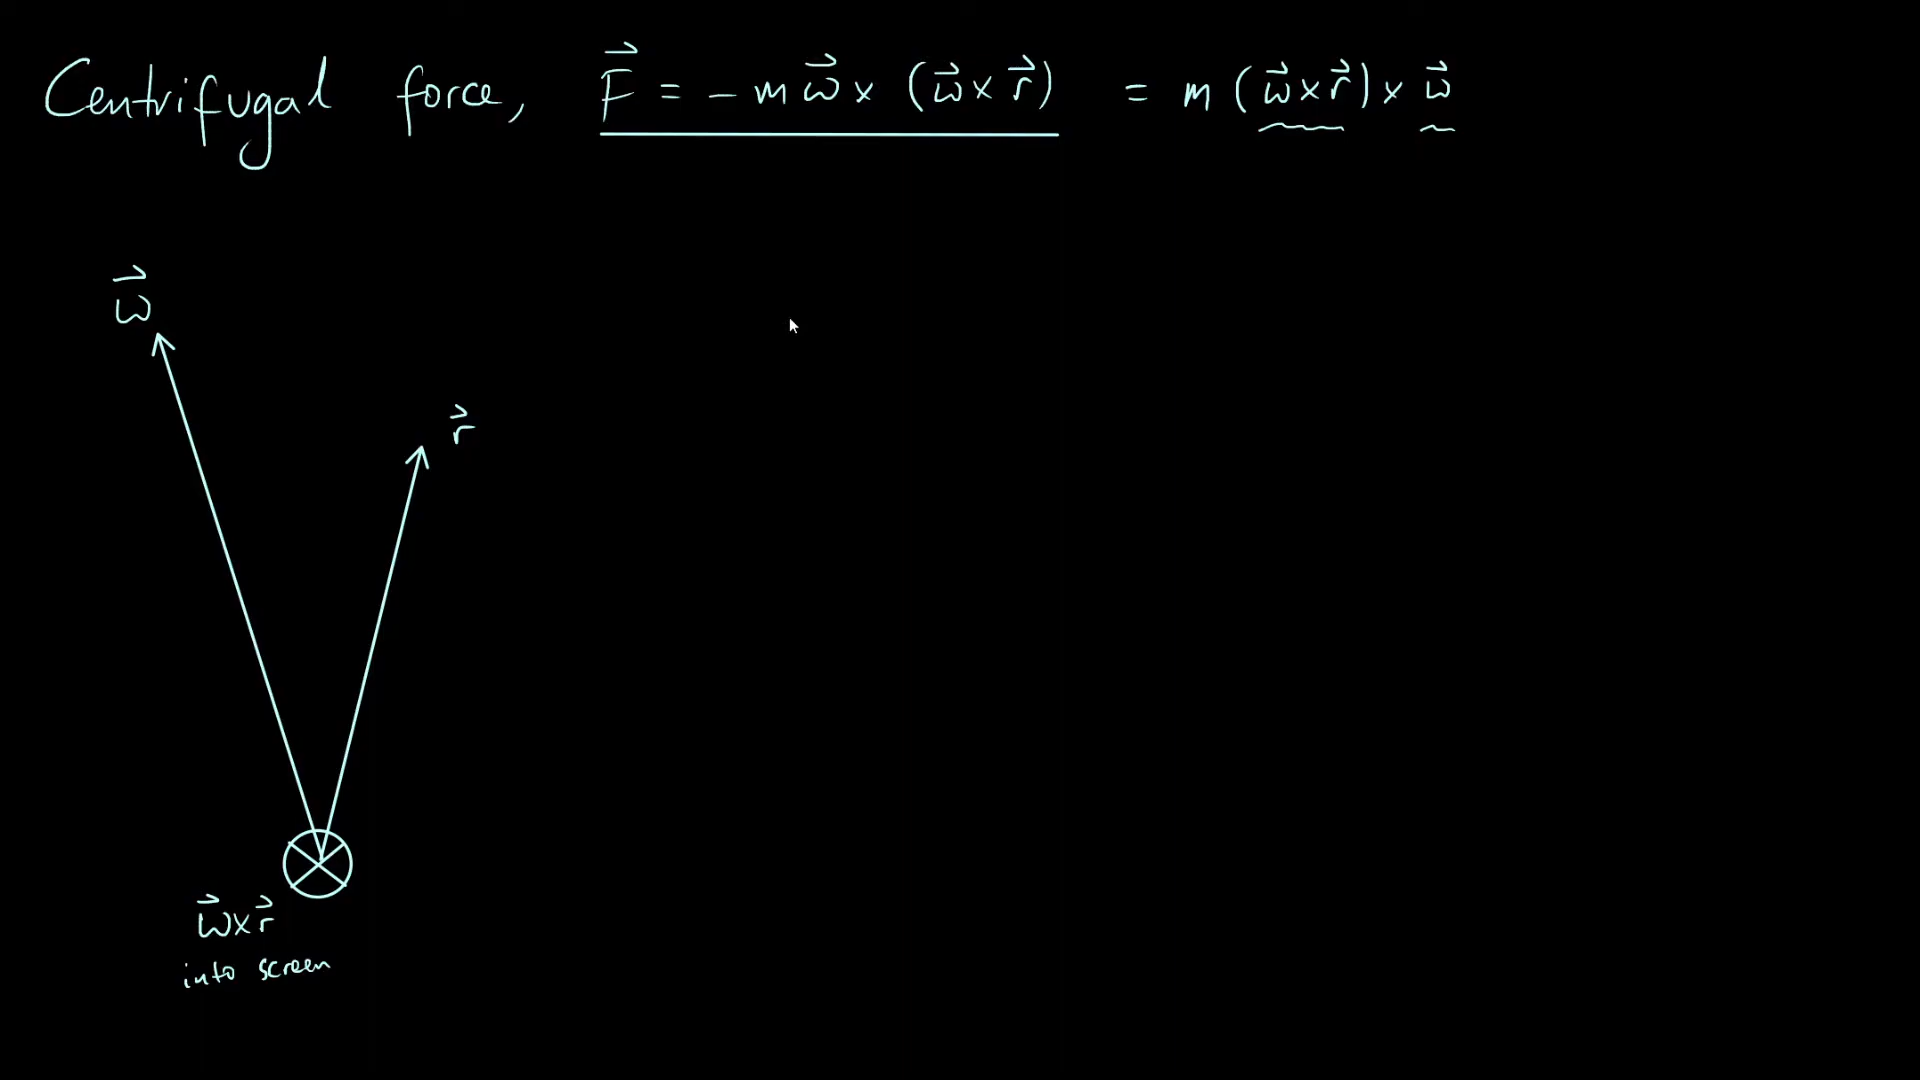 Centrifugal force, F⃗ = - m ω⃗ × (ω⃗ × r⃗) = m (ω⃗ × r⃗) × ω⃗
ω⃗
r⃗
ω⃗ × r⃗
into screen